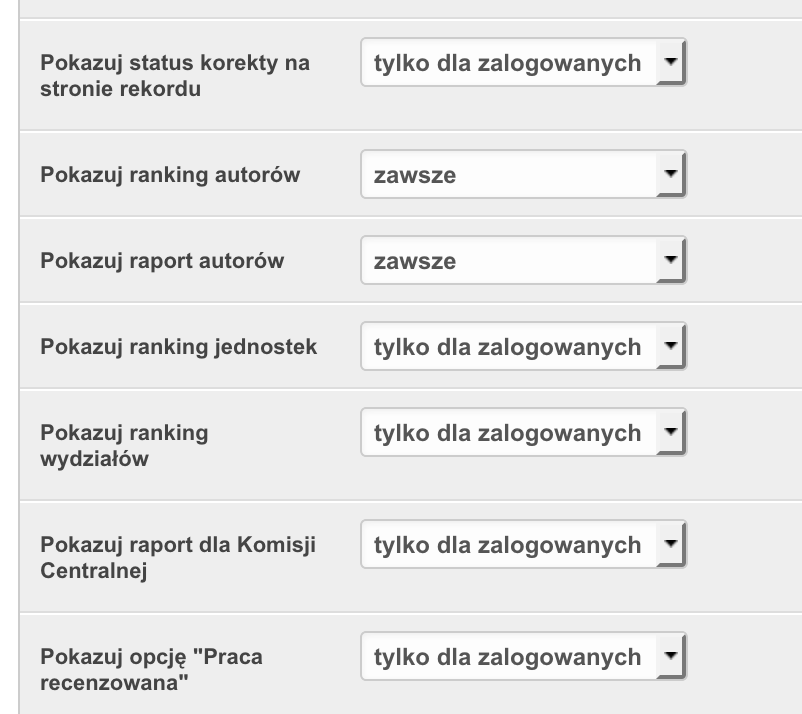 Pokazuj status korekty na
stronie rekordu
tylko dla zalogowanych
Pokazuj ranking autorów
zawsze
Pokazuj raport autorów
zawsze
Pokazuj ranking jednostek
tylko dla zalogowanych
Pokazuj ranking
wydziałów
tylko dla zalogowanych
Pokazuj raport dla Komisji
Centralnej
tylko dla zalogowanych
Pokazuj opcję "Praca
recenzowana"
tylko dla zalogowanych